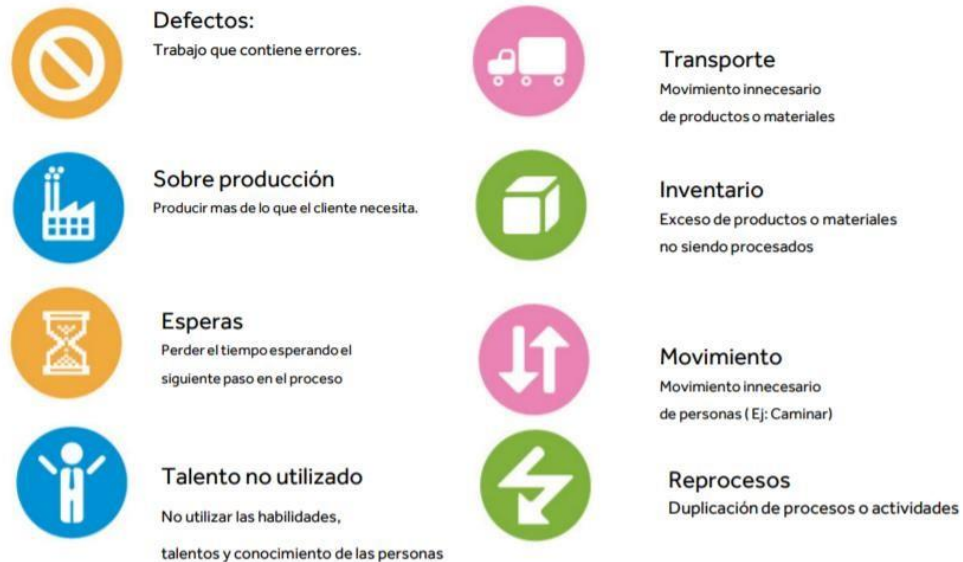 Defectos:
Trabajo que contiene errores.
Sobre producción
Producir mas de lo que el cliente necesita.
Esperas
Perder el tiempo esperando el
siguiente paso en el proceso
Talento no utilizado
No utilizar las habilidades,
talentos y conocimiento de las personas
Transporte
Movimiento innecesario
de productos o materiales
Inventario
Exceso de productos o materiales
no siendo procesados
Movimiento
Movimiento innecesario
de personas ( Ej: Caminar)
Reprocesos
Duplicación de procesos o actividades